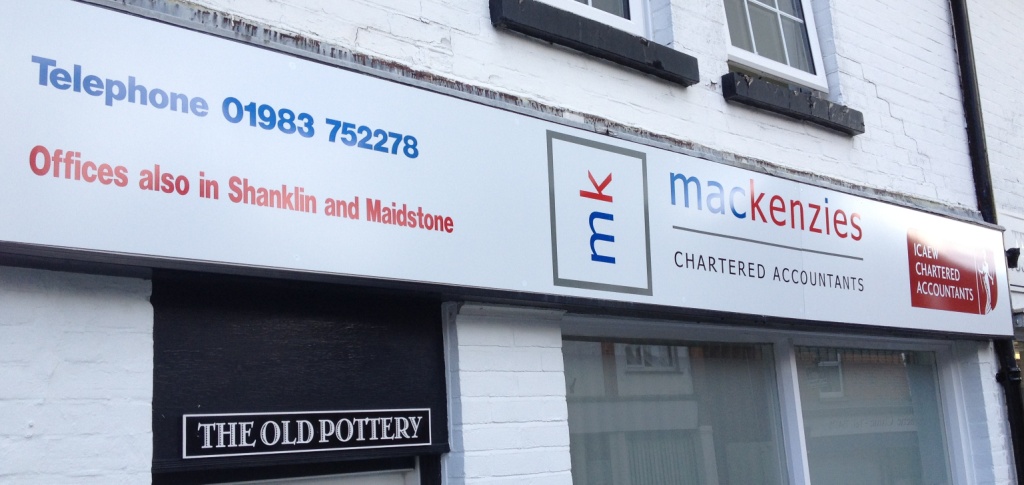 Telephone 01983 752278
Offices also in Shanklin and Maidstone
mk
mackenzies
CHARTERED ACCOUNTANTS
ICAEW
CHARTERED
ACCOUNTANTS
THE OLD POTTERY